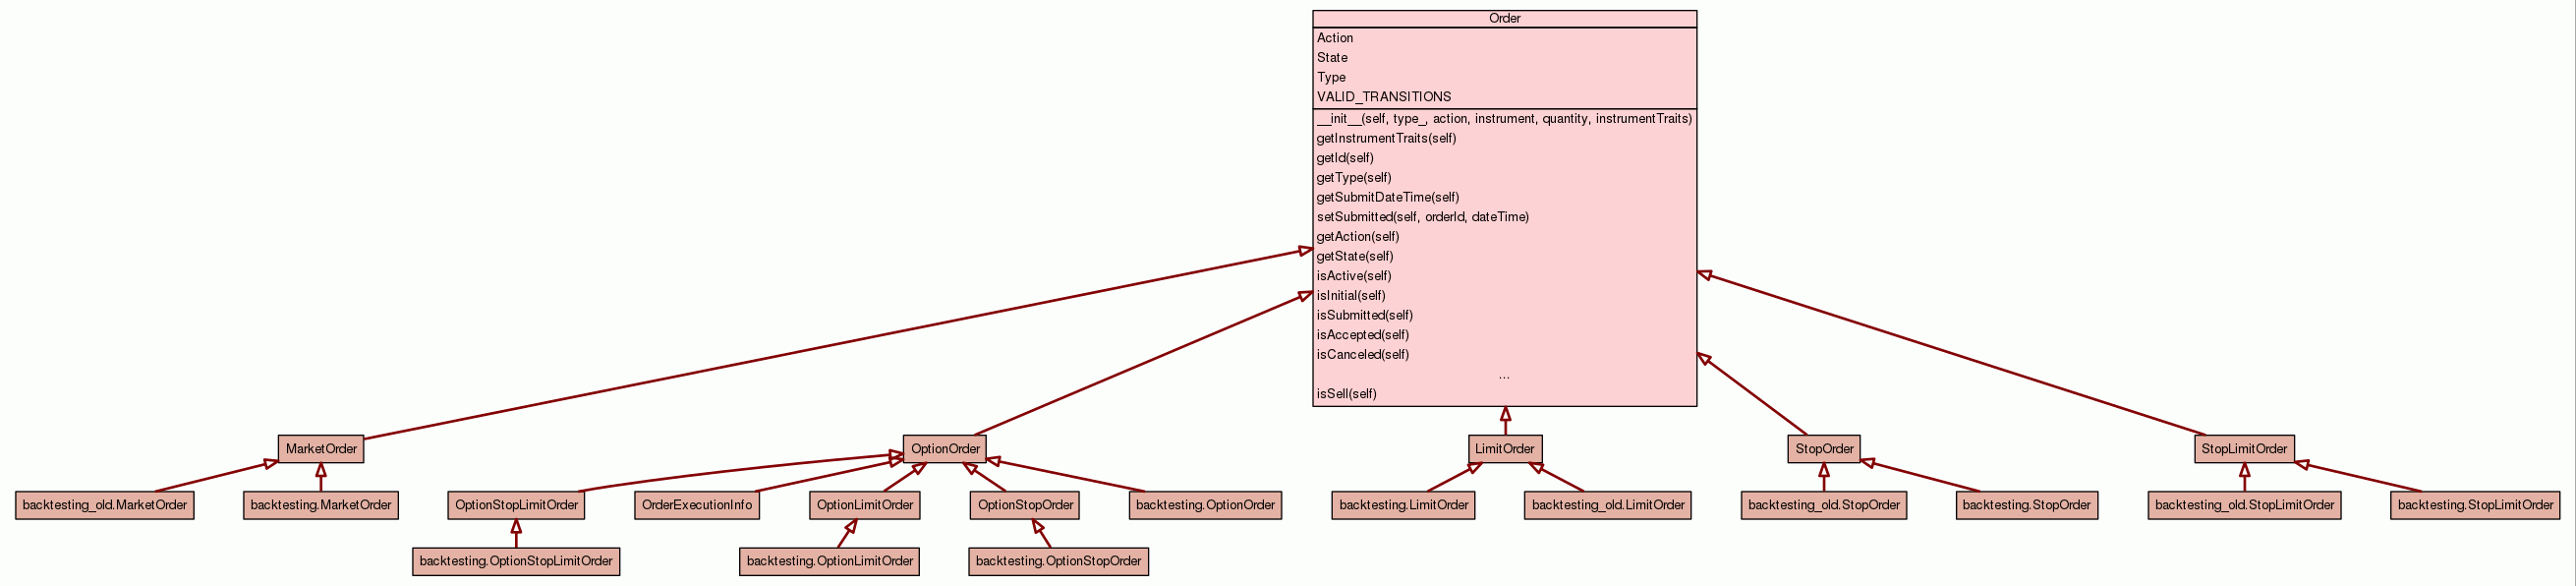 Order
Action
State
Type
VALID_TRANSITIONS
__init__(self, type_, action, instrument, quantity, instrumentTraits)
getInstrumentTraits(self)
getId(self)
getType(self)
getSubmitDateTime(self)
setSubmitted(self, orderId, dateTime)
getAction(self)
getState(self)
isActive(self)
isInitial(self)
isSubmitted(self)
isAccepted(self)
isCanceled(self)
...
isSell(self)
MarketOrder
OptionOrder
LimitOrder
StopOrder
StopLimitOrder
backtesting_old.MarketOrder
backtesting.MarketOrder
OptionStopLimitOrder
OrderExecutionInfo
OptionLimitOrder
OptionStopOrder
backtesting.OptionOrder
backtesting.LimitOrder
backtesting_old.LimitOrder
backtesting_old.StopOrder
backtesting.StopOrder
backtesting_old.StopLimitOrder
backtesting.StopLimitOrder
backtesting.OptionStopLimitOrder
backtesting.OptionLimitOrder
backtesting.OptionStopOrder